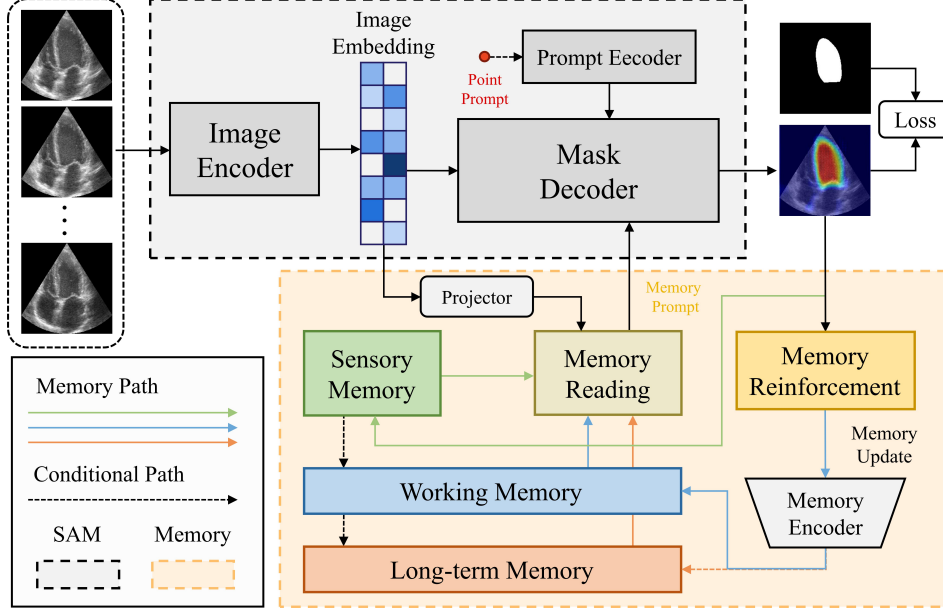 Image
Embedding
Prompt Eecoder
Point
Prompt
Image
Encoder
Mask
Decoder
Loss
Projector
Memory
Prompt
Sensory
Memory
Memory
Reading
Memory
Reinforcement
Memory Path
Memory
Update
Conditional Path
Working Memory
Memory
Encoder
SAM
Memory
Long-term Memory